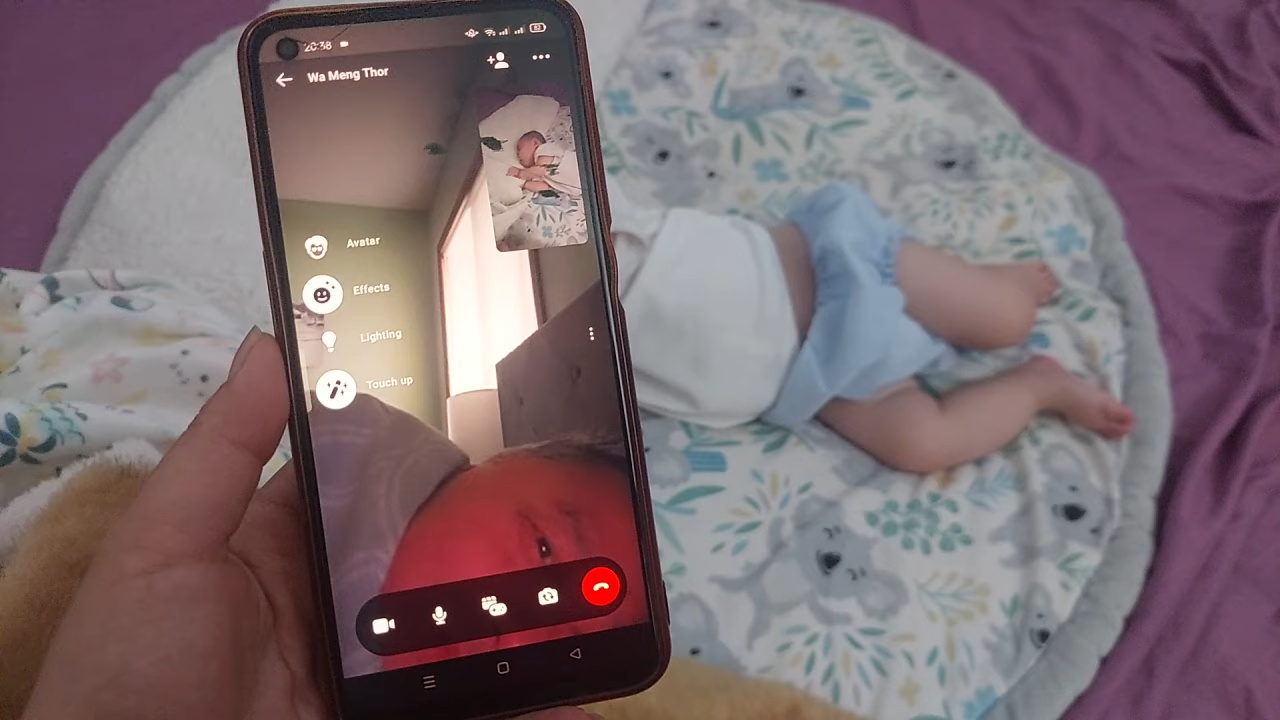 20:38
Wa Meng Thor
Avatar
Effects
Lighting
Touch up